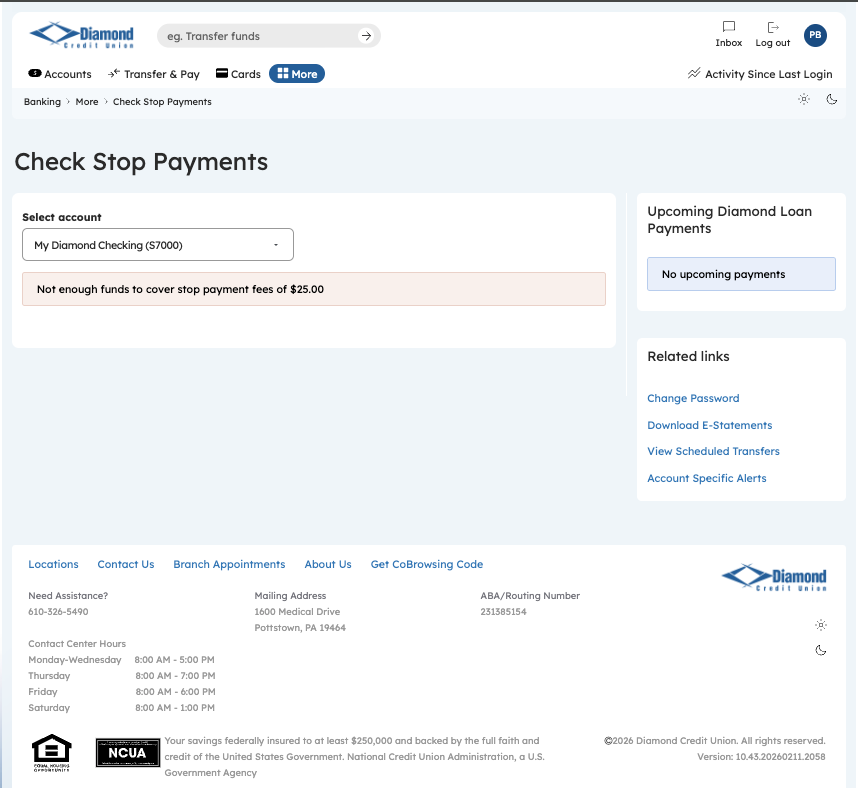 Diamond
Credit Union
eg. Transfer funds
Inbox
Log out
PB
Accounts
Transfer & Pay
Cards
More
Activity Since Last Login
Banking › More › Check Stop Payments
Check Stop Payments
Select account
My Diamond Checking (S7000)
Not enough funds to cover stop payment fees of $25.00
Upcoming Diamond Loan
Payments
No upcoming payments
Related links
Change Password
Download E-Statements
View Scheduled Transfers
Account Specific Alerts
Locations
Contact Us
Branch Appointments
About Us
Get CoBrowsing Code
Diamond
Credit Union
Need Assistance?
610-326-5490
Mailing Address
1600 Medical Drive
Pottstown, PA 19464
ABA/Routing Number
231385154
Contact Center Hours
Monday-Wednesday 8:00 AM - 5:00 PM
Thursday 8:00 AM - 7:00 PM
Friday 8:00 AM - 6:00 PM
Saturday 8:00 AM - 1:00 PM
EQUAL HOUSING
OPPORTUNITY
NCUA
Your savings federally insured to at least $250,000 and backed by the full faith and
credit of the United States Government. National Credit Union Administration, a U.S.
Government Agency
©2026 Diamond Credit Union. All rights reserved.
Version: 10.43.20260211.2058